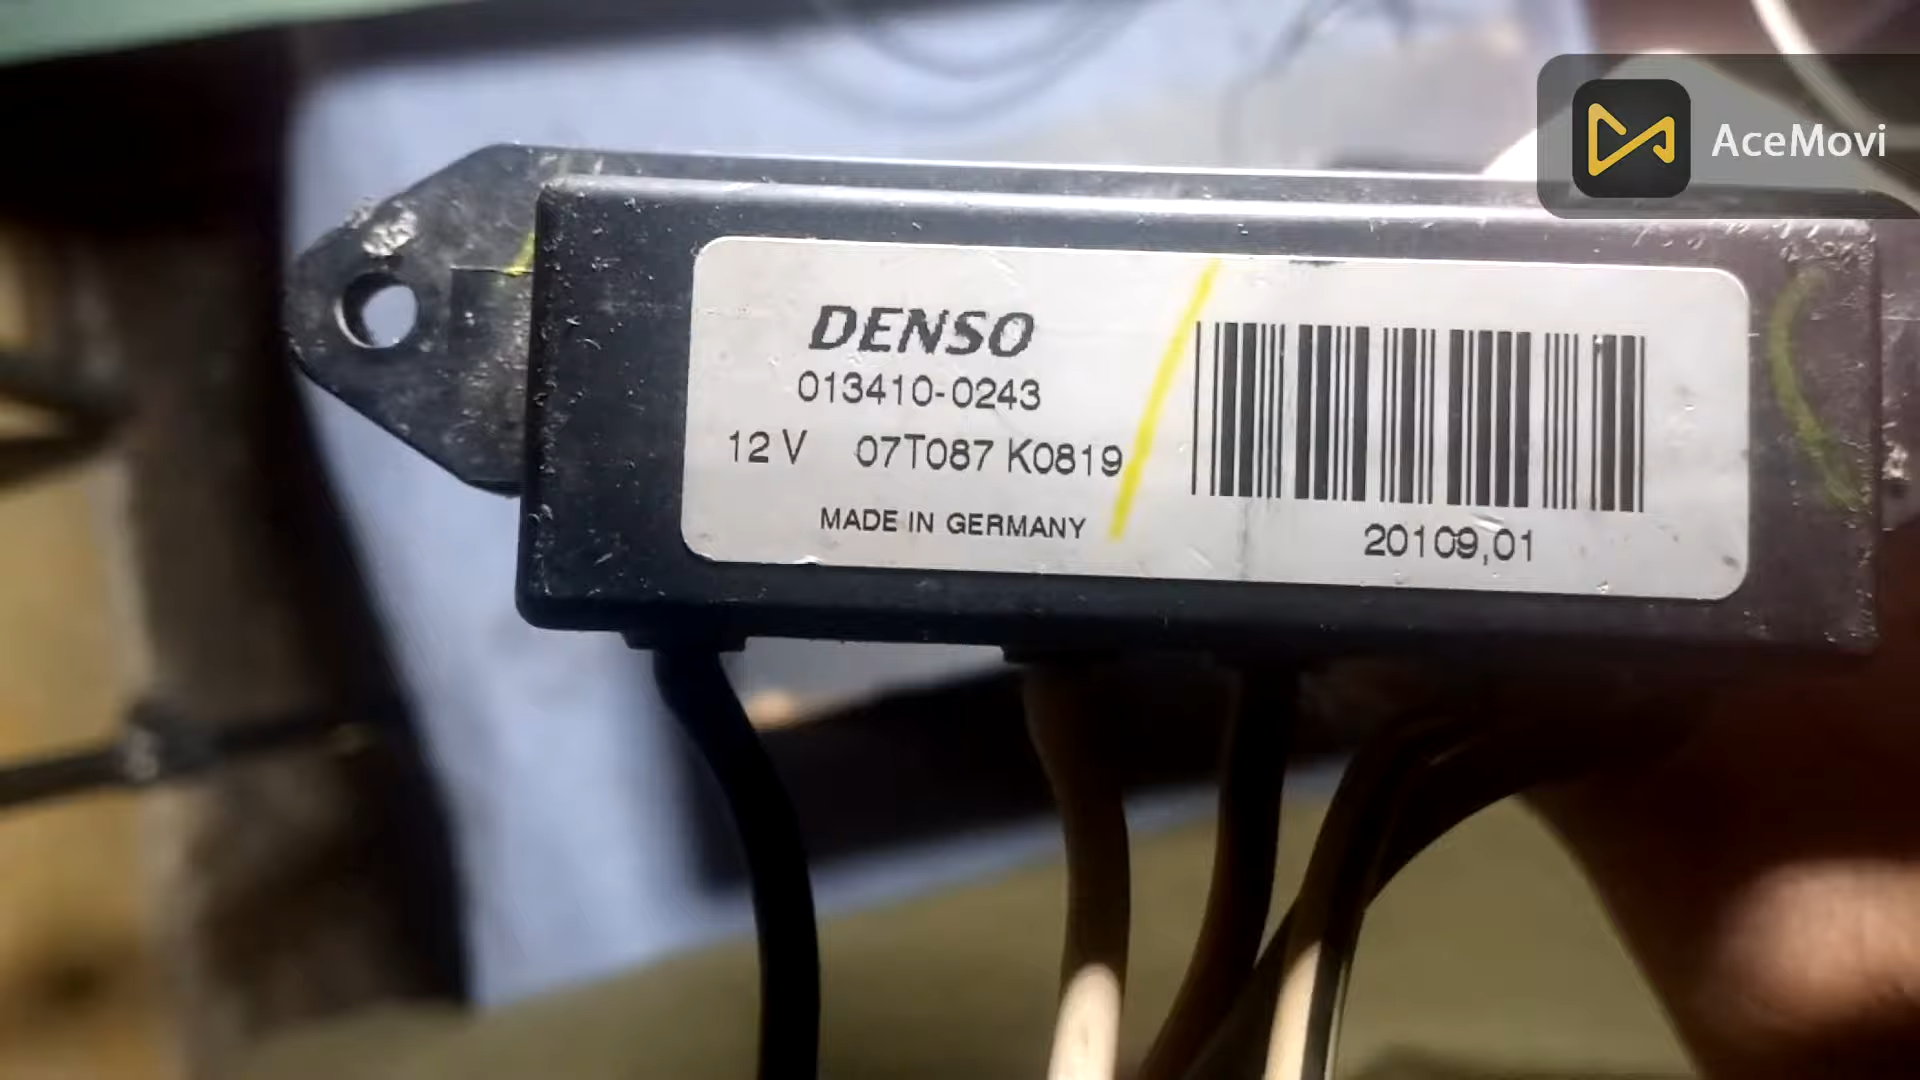 AceMovi
DENSO
013410-0243
12 V 07T087 K0819
MADE IN GERMANY
20109,01